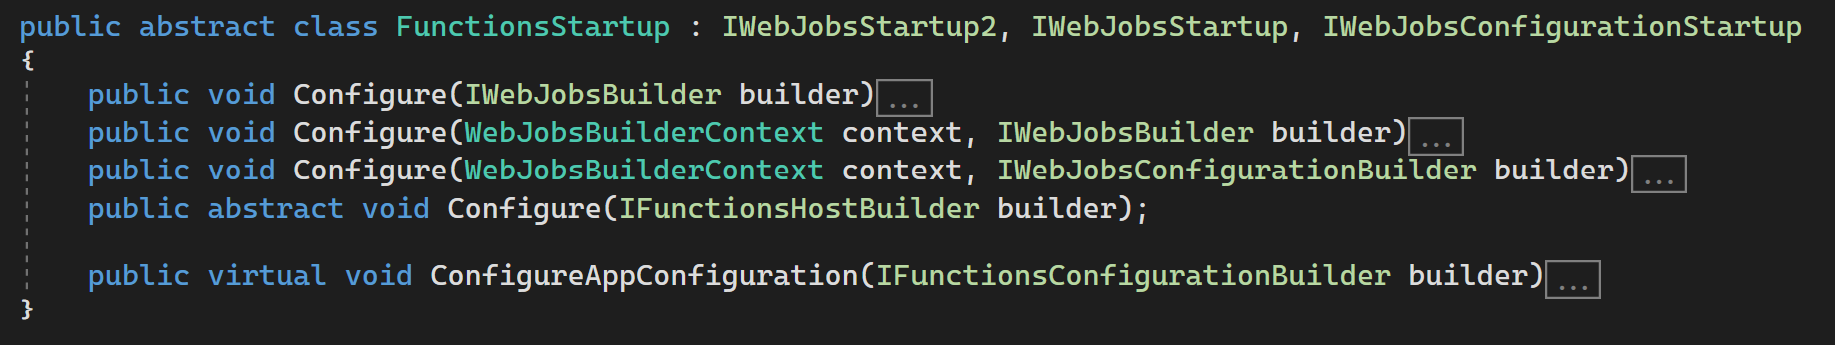 public abstract class FunctionsStartup : IWebJobsStartup2, IWebJobsStartup, IWebJobsConfigurationStartup
{
public void Configure(IWebJobsBuilder builder)...
public void Configure(WebJobsBuilderContext context, IWebJobsBuilder builder)...
public void Configure(WebJobsBuilderContext context, IWebJobsConfigurationBuilder builder)...
public abstract void Configure(IFunctionsHostBuilder builder);
public virtual void ConfigureAppConfiguration(IFunctionsConfigurationBuilder builder)...
}